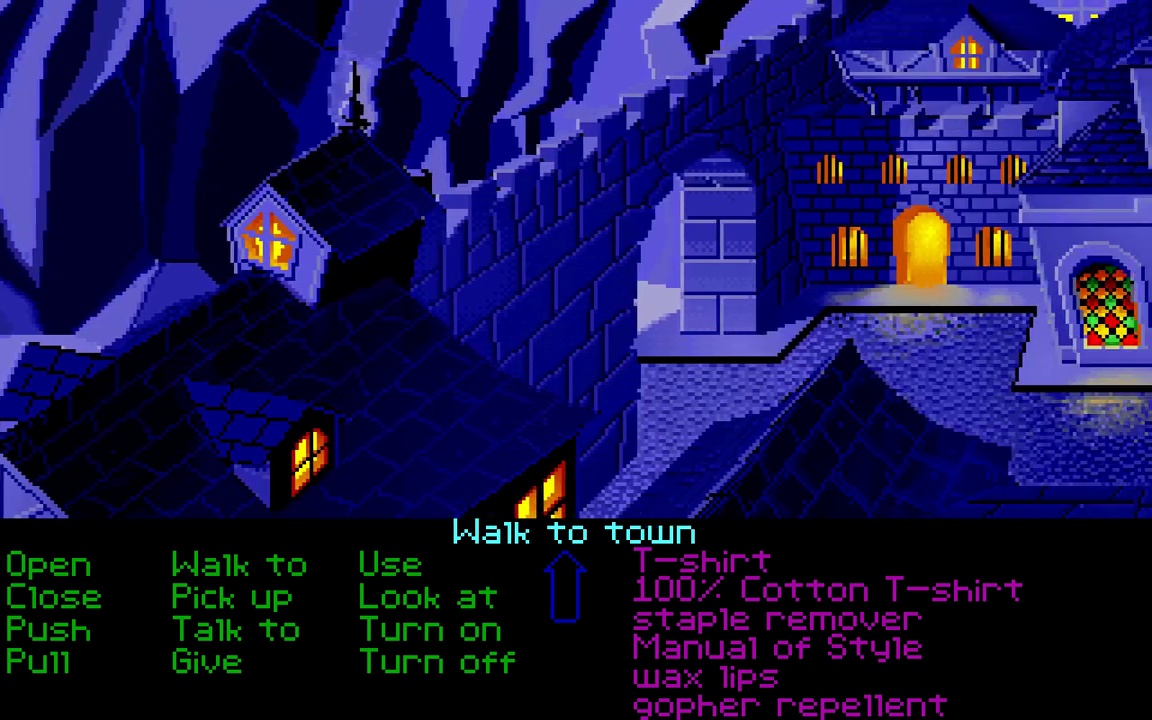 Walk to town
Open Walk to Use
Close Pick up Look at
Push Talk to Turn on
Pull Give Turn off
T-shirt
100% Cotton T-shirt
staple remover
Manual of Style
wax lips
gopher repellent